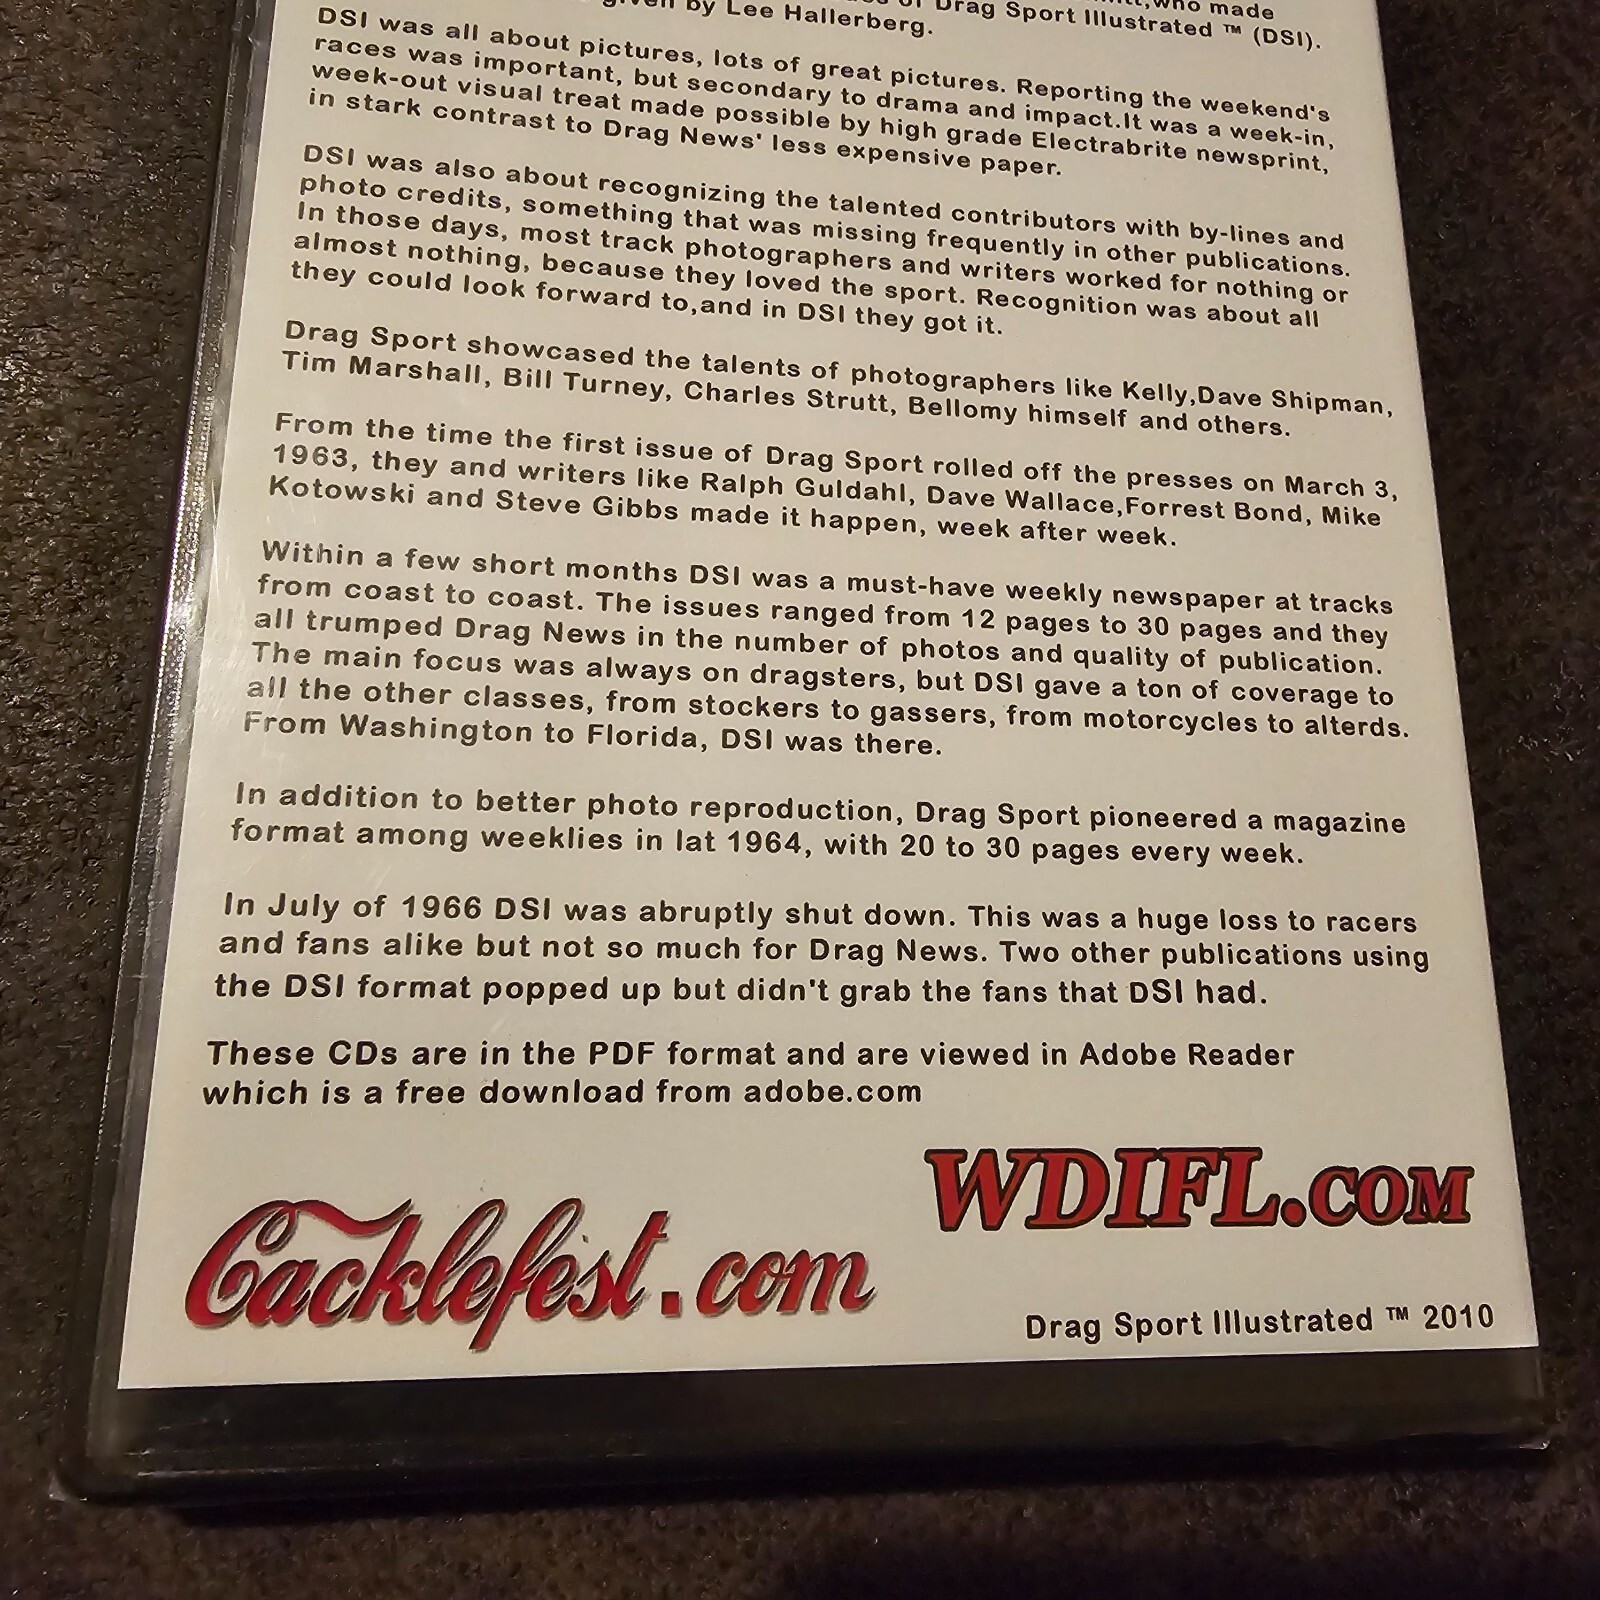 who made
given by Lee Hallerberg.
Drag Sport Illustrated ™ (DSI).
DSI was all about pictures, lots of great pictures. Reporting the weekend's
races was important, but secondary to drama and impact.It was a week-in,
week-out visual treat made possible by high grade Electrabrite newsprint,
in stark contrast to Drag News' less expensive paper.
DSI was also about recognizing the talented contributors with by-lines and
photo credits, something that was missing frequently in other publications.
In those days, most track photographers and writers worked for nothing or
almost nothing, because they loved the sport. Recognition was about all
they could look forward to,and in DSI they got it.
Drag Sport showcased the talents of photographers like Kelly,Dave Shipman,
Tim Marshall, Bill Turney, Charles Strutt, Bellomy himself and others.
From the time the first issue of Drag Sport rolled off the presses on March 3,
1963, they and writers like Ralph Guldahl, Dave Wallace,Forrest Bond, Mike
Kotowski and Steve Gibbs made it happen, week after week.
Within a few short months DSI was a must-have weekly newspaper at tracks
from coast to coast. The issues ranged from 12 pages to 30 pages and they
all trumped Drag News in the number of photos and quality of publication.
The main focus was always on dragsters, but DSI gave a ton of coverage to
all the other classes, from stockers to gassers, from motorcycles to alterds.
From Washington to Florida, DSI was there.
In addition to better photo reproduction, Drag Sport pioneered a magazine
format among weeklies in lat 1964, with 20 to 30 pages every week.
In July of 1966 DSI was abruptly shut down. This was a huge loss to racers
and fans alike but not so much for Drag News. Two other publications using
the DSI format popped up but didn't grab the fans that DSI had.
These CDs are in the PDF format and are viewed in Adobe Reader
which is a free download from adobe.com
WDIFL.COM
Cacklefest.com
Drag Sport Illustrated ™ 2010